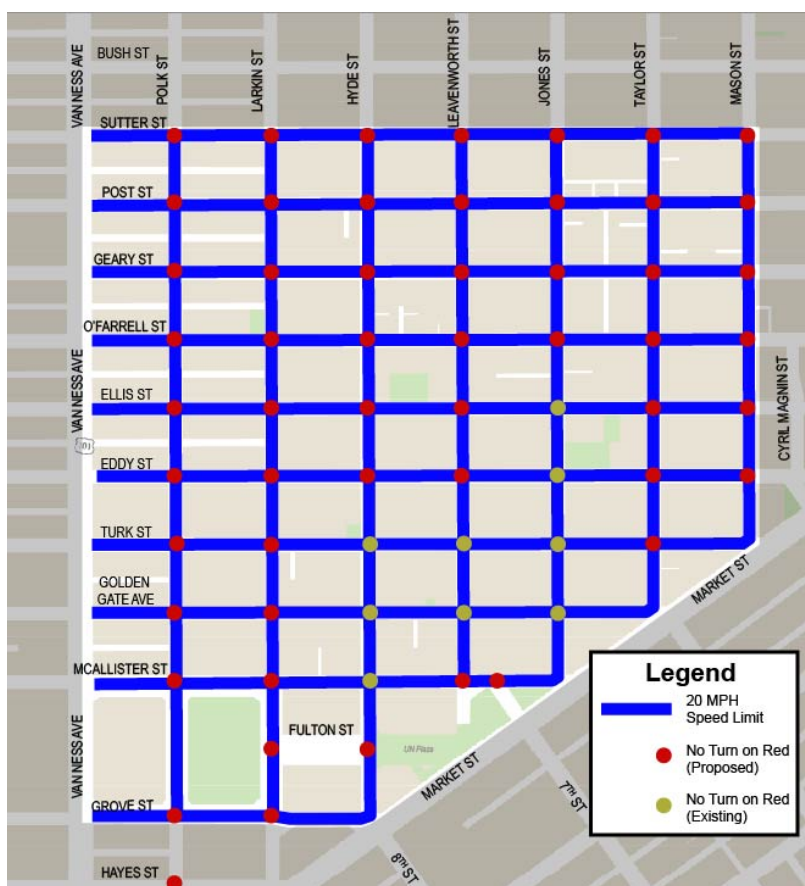 BUSH ST
VAN NESS AVE
POLK ST
LARKIN ST
HYDE ST
LEAVENWORTH ST
JONES ST
TAYLOR ST
MASON ST
SUTTER ST
POST ST
GEARY ST
O'FARRELL ST
VAN NESS AVE
ELLIS ST
CYRIL MAGNIN ST
101
EDDY ST
TURK ST
GOLDEN
GATE AVE
MARKET ST
MCALLISTER ST
Legend
20 MPH
Speed Limit
No Turn on Red
(Proposed)
No Turn on Red
(Existing)
FULTON ST
UN Plaza
VAN NESS AVE
MARKET ST
7TH ST
GROVE ST
8TH ST
HAYES ST